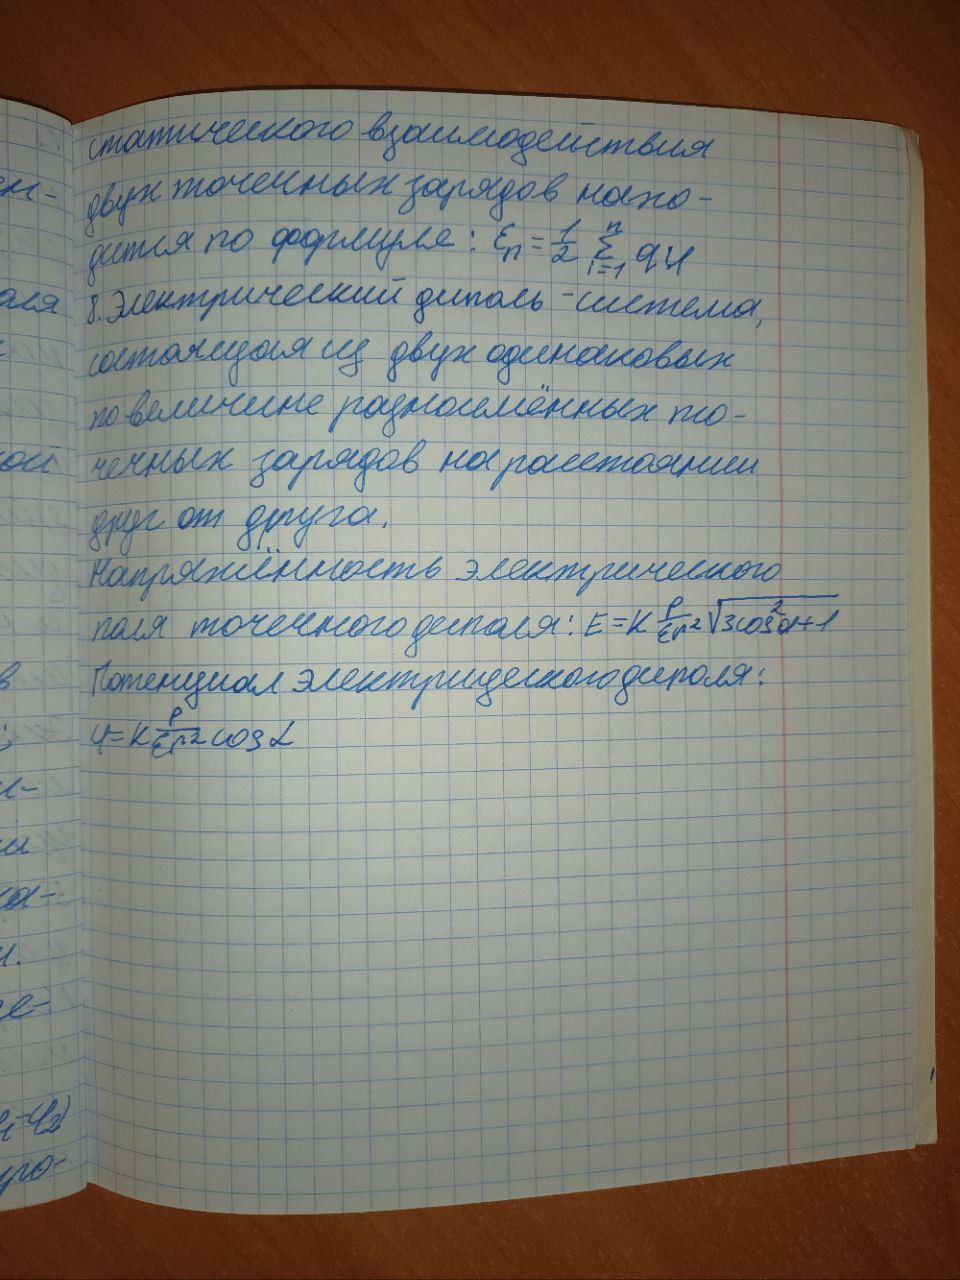 статического взаимодействия
двух точечных зарядов нахо-
дится по формуле: Eп = 1/2 Σ i=1 n qφ
8. Электрический диполь - система,
состоящая из двух одинаковых
по величине разноимённых то-
чечных зарядов на расстоянии
друг от друга.
Напряжённость электрического
поля точечного диполя: E = K P/εr² √3cos²α+1
Потенциал электрического диполя:
φ = K P/εr² cos α